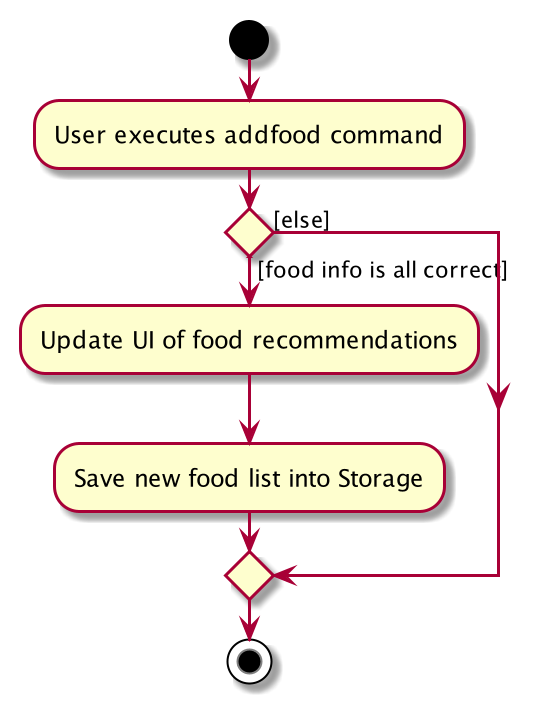 User executes addfood command
[else]
[food info is all correct]
Update UI of food recommendations
Save new food list into Storage